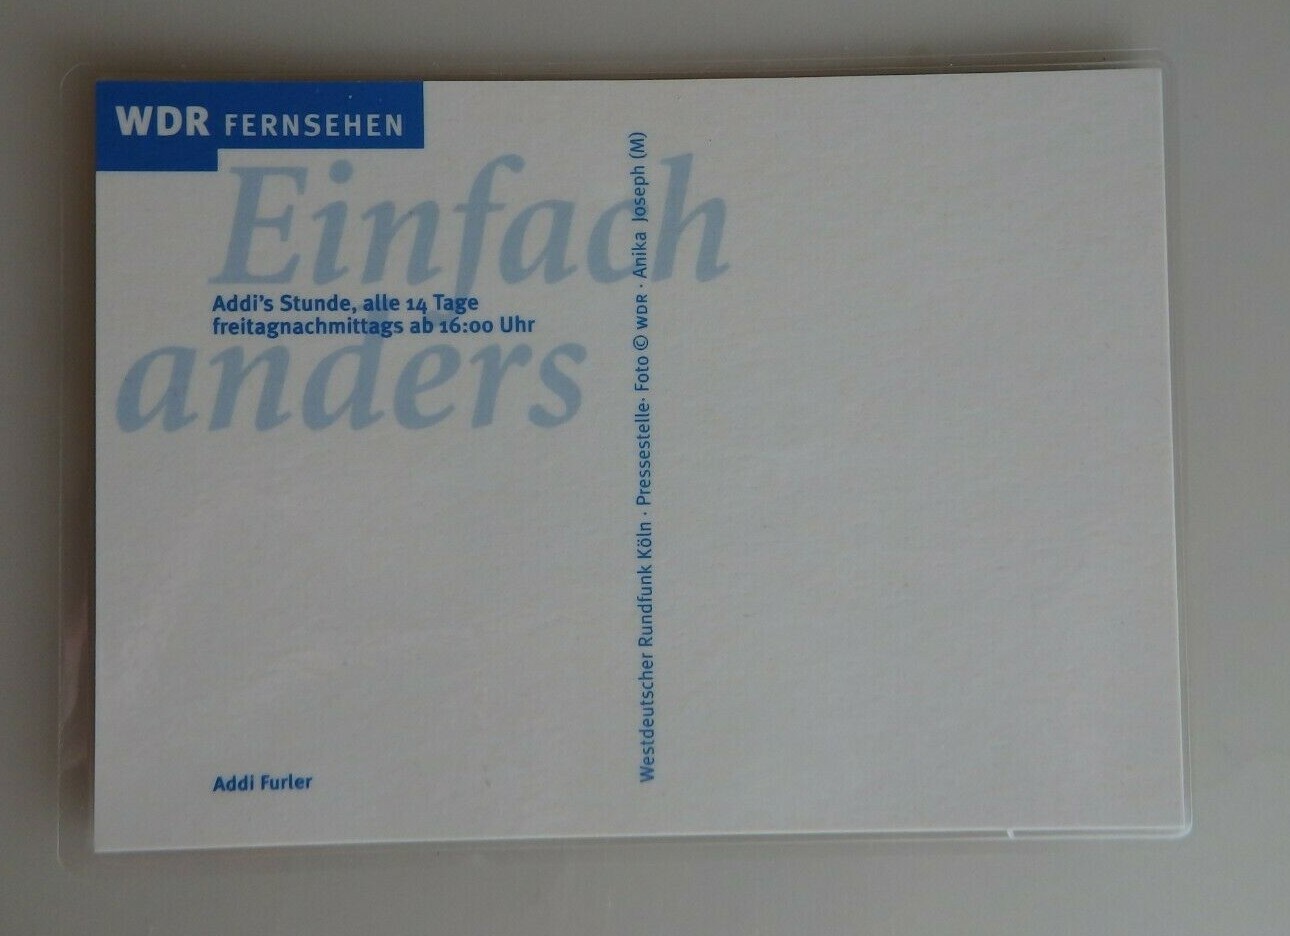 WDR FERNSEHEN
Einfach
Addi's Stunde, alle 14 Tage
freitagnachmittags ab 16:00 Uhr
anders
Addi Furler
Westdeutscher Rundfunk Köln · Pressestelle · Foto © WDR · Anika Joseph (M)